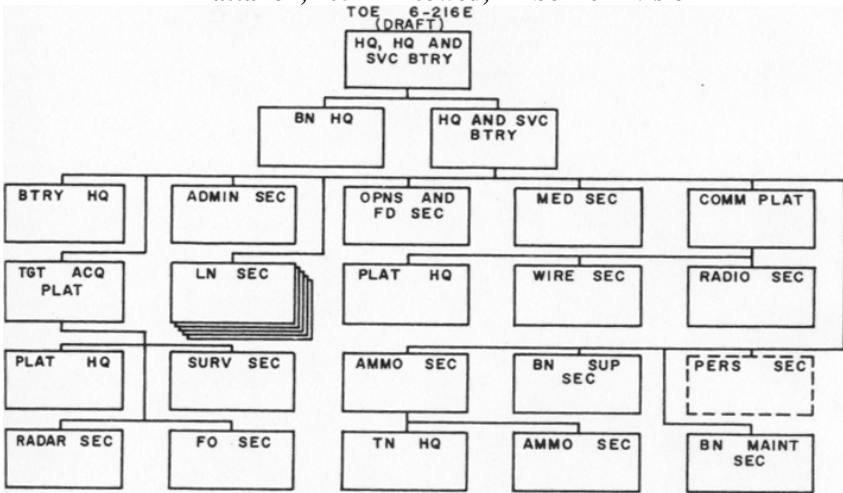 TOE 6-216E
(DRAFT)
HQ, HQ AND
SVC BTRY
BN HQ
HQ AND SVC
BTRY
BTRY HQ
ADMIN SEC
OPNS AND
FD SEC
MED SEC
COMM PLAT
TGT ACQ
PLAT
LN SEC
PLAT HQ
WIRE SEC
RADIO SEC
PLAT HQ
SURV SEC
AMMO SEC
BN SUP
SEC
PERS SEC
RADAR SEC
FO SEC
TN HQ
AMMO SEC
BN MAINT
SEC